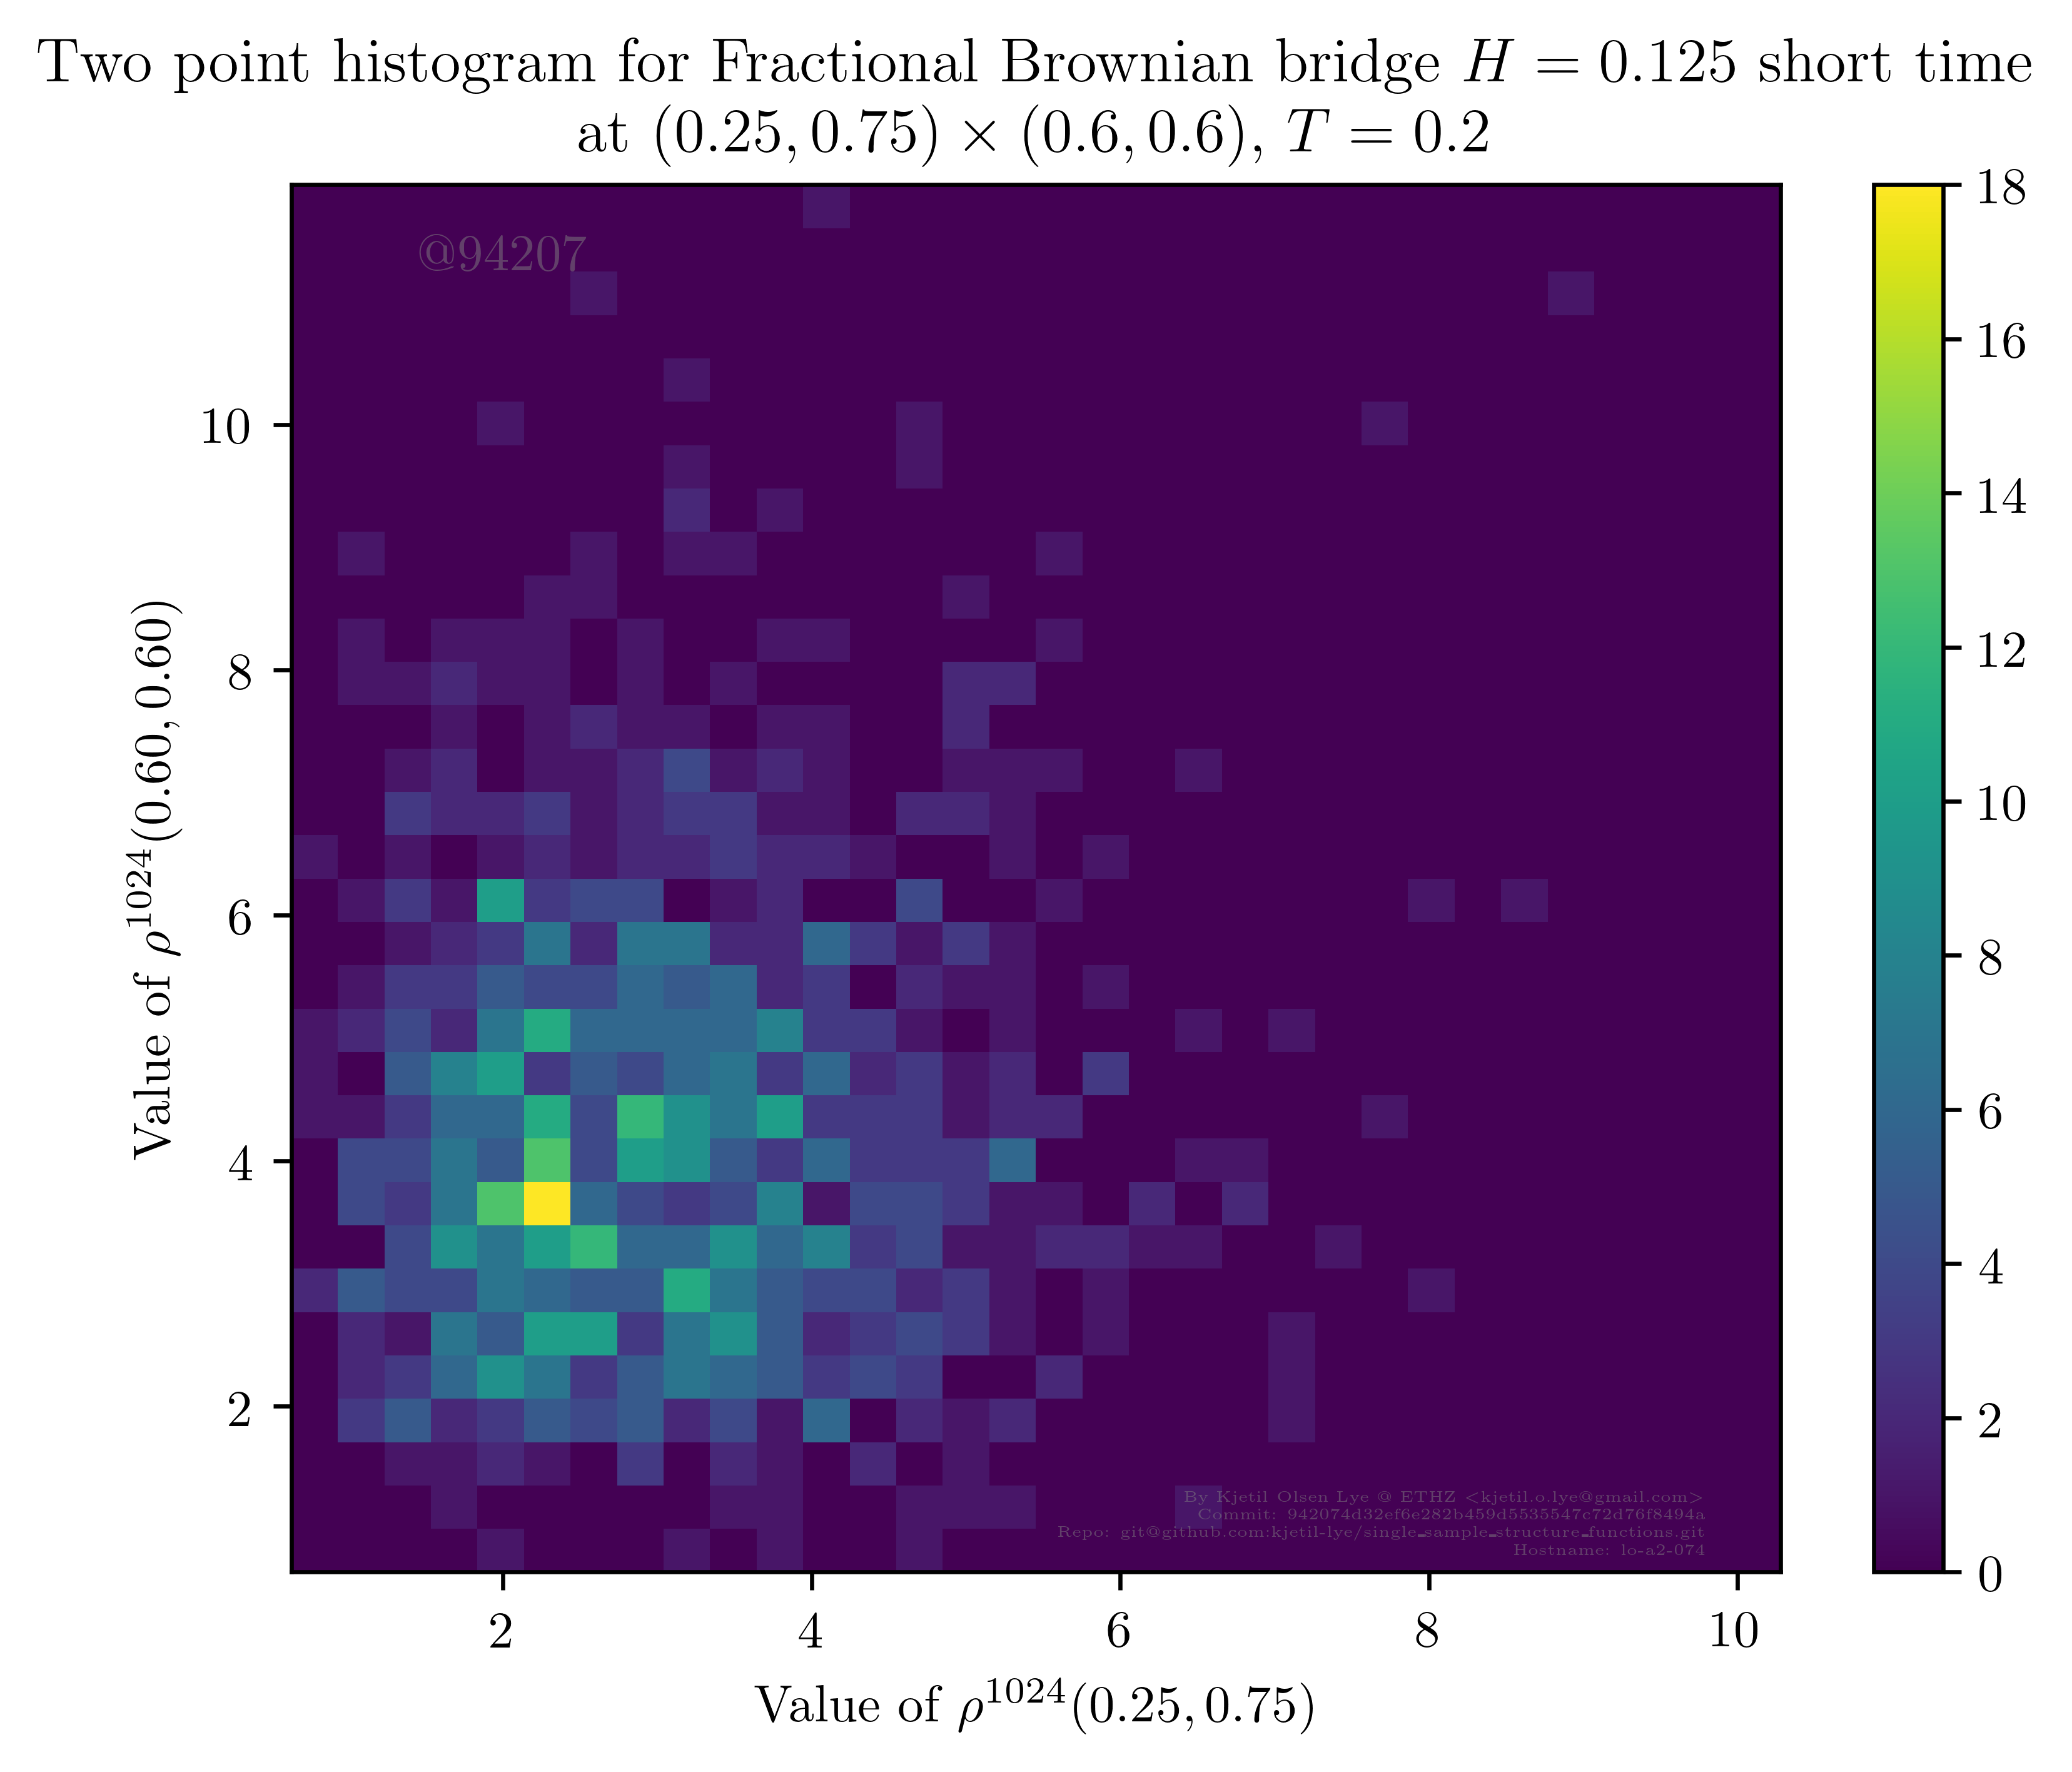 Two point histogram for Fractional Brownian bridge H = 0.125 short time
at (0.25, 0.75) × (0.6, 0.6), T = 0.2
@94207
Value of ρ^1024(0.60, 0.60)
10
8
6
4
2
2 4 6 8 10
Value of ρ^1024(0.25, 0.75)
18
16
14
12
10
8
6
4
2
0
By Kjetil Olsen Lye @ ETHZ <kjetil.o.lye@gmail.com>
Commit: 942074d32ef6e282b459d5535547c72d76f8494a
Repo: git@github.com:kjetil-lye/single_sample_structure_functions.git
Hostname: lo-a2-074